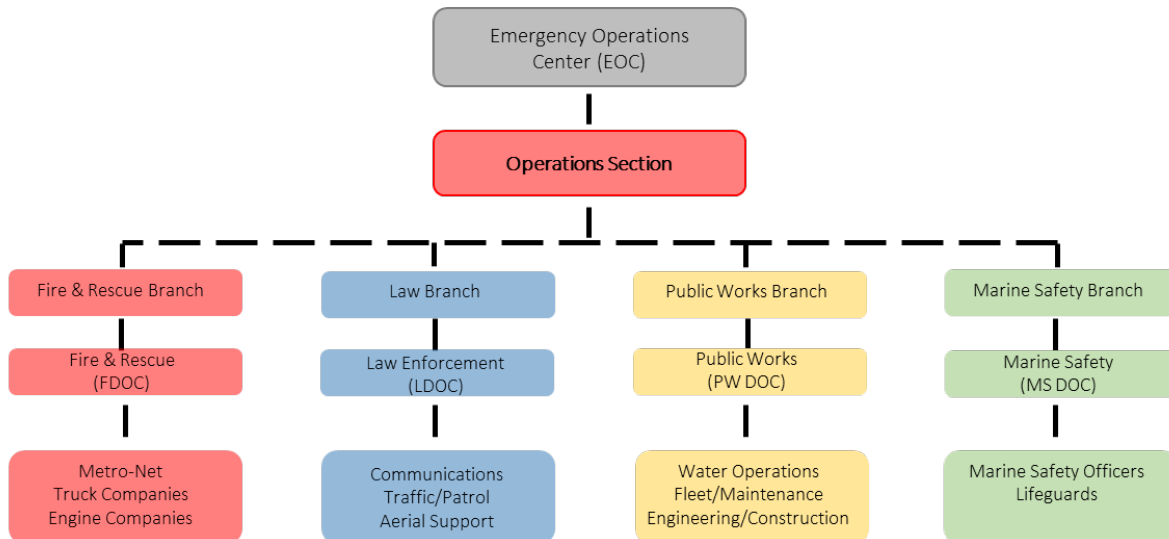 Emergency Operations
Center (EOC)
Operations Section
Fire & Rescue Branch
Law Branch
Public Works Branch
Marine Safety Branch
Fire & Rescue
(FDOC)
Law Enforcement
(LDOC)
Public Works
(PW DOC)
Marine Safety
(MS DOC)
Metro-Net
Truck Companies
Engine Companies
Communications
Traffic/Patrol
Aerial Support
Water Operations
Fleet/Maintenance
Engineering/Construction
Marine Safety Officers
Lifeguards